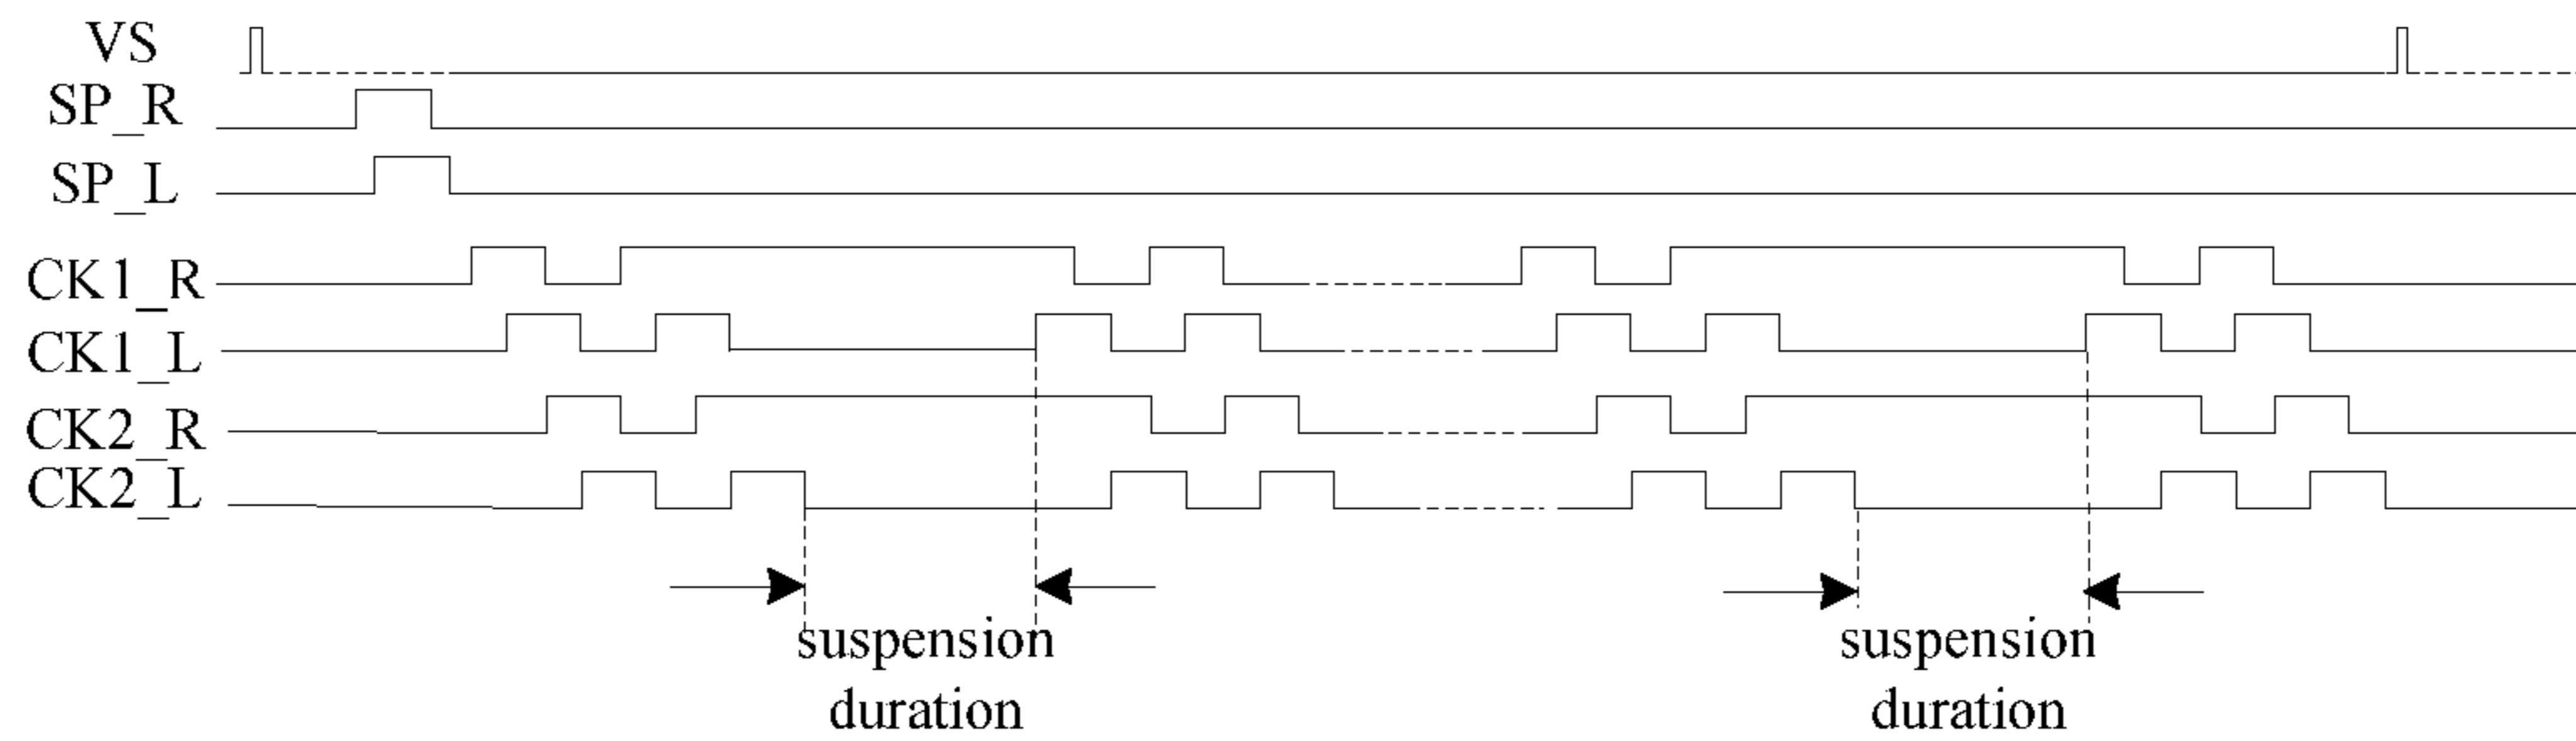 VS
SP_R
SP_L
CK1_R
CK1_L
CK2_R
CK2_L
suspension
duration
suspension
duration